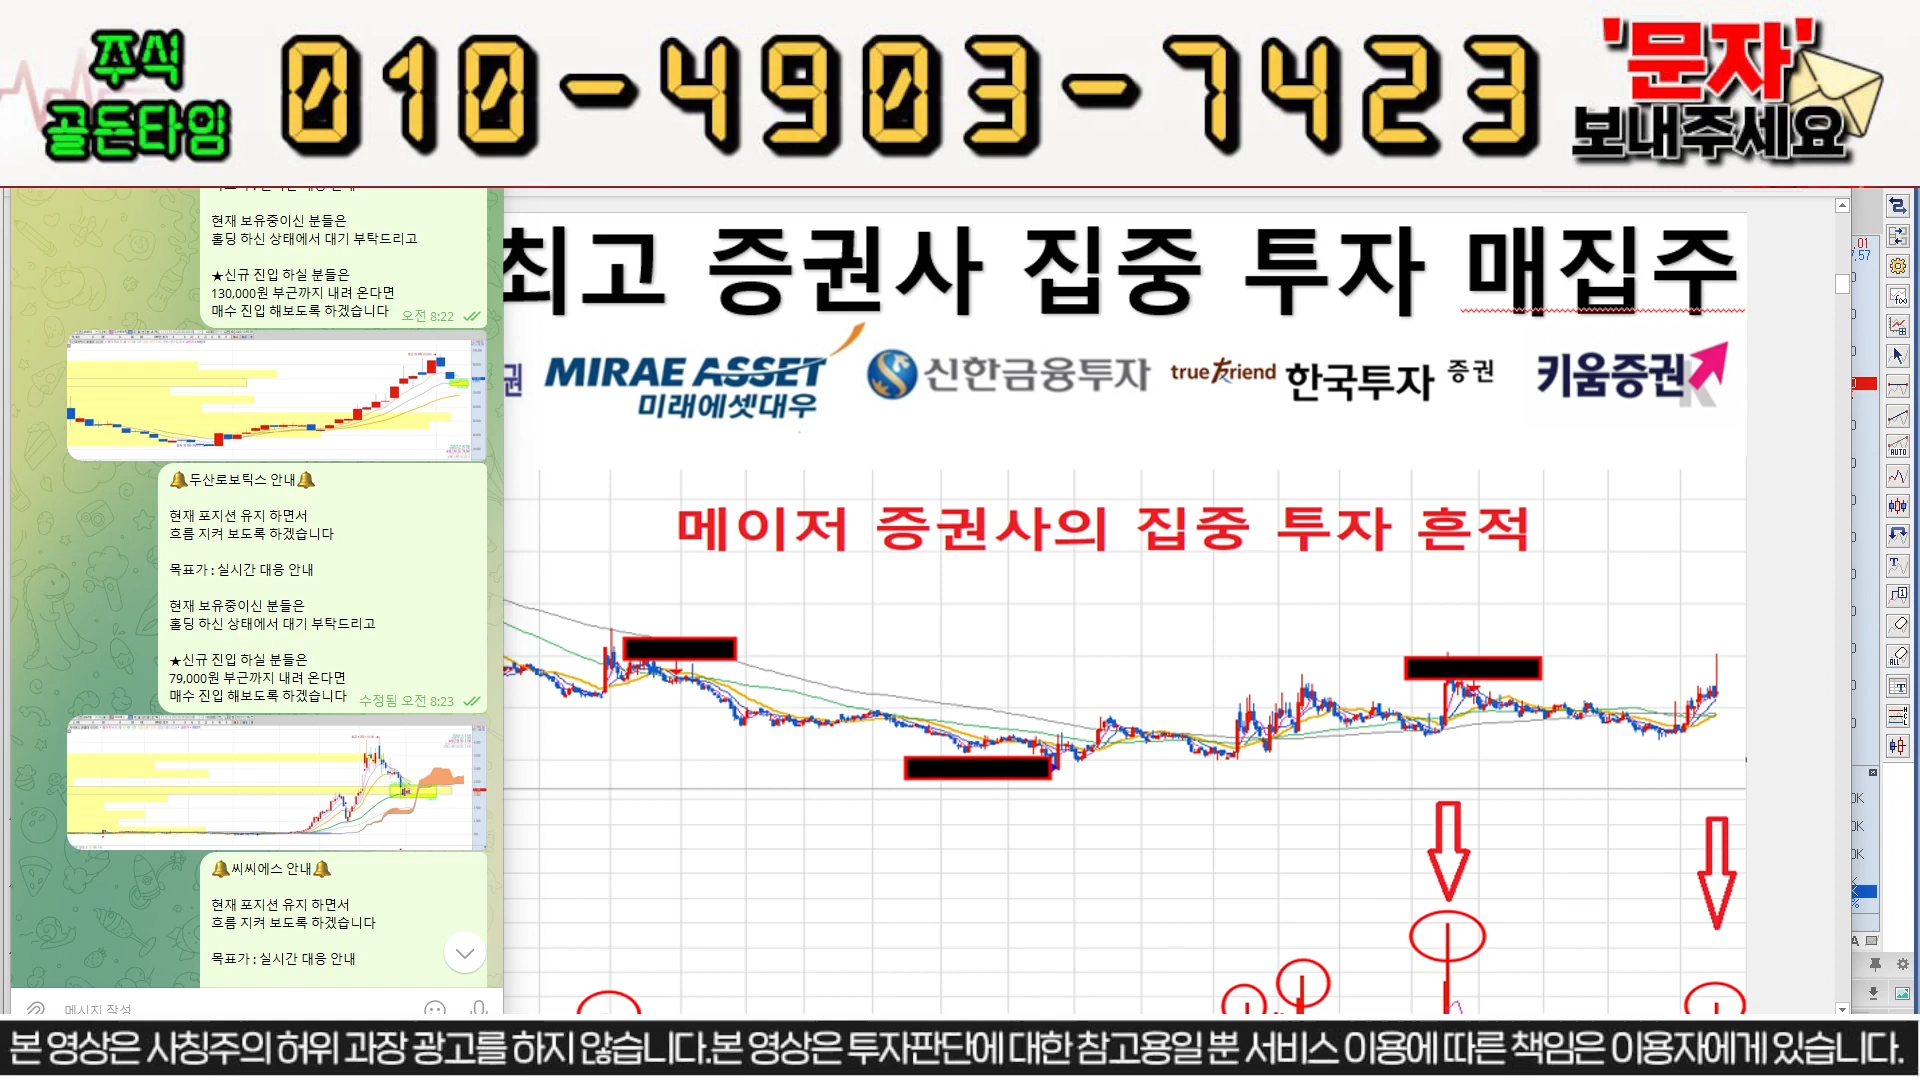 주식
골든타임
010-4903-7423
'문자'
보내주세요
현재 보유중이신 분들은
홀딩 하신 상태에서 대기 부탁드리고
★신규 진입 하실 분들은
130,000원 부근까지 내려 온다면
매수 진입 해보도록 하겠습니다
오전 8:22
🔔두산로보틱스 안내🔔
현재 포지션 유지 하면서
흐름 지켜 보도록 하겠습니다
목표가 : 실시간 대응 안내
현재 보유중이신 분들은
홀딩 하신 상태에서 대기 부탁드리고
★신규 진입 하실 분들은
79,000원 부근까지 내려 온다면
매수 진입 해보도록 하겠습니다
수정됨 오전 8:23
🔔씨씨에스 안내🔔
현재 포지션 유지 하면서
흐름 지켜 보도록 하겠습니다
목표가 : 실시간 대응 안내
메시지 작성
최고 증권사 집중 투자 매집주
권
MIRAE ASSET
미래에셋대우
신한금융투자
true friend 한국투자 증권
키움증권
메이저 증권사의 집중 투자 흔적
.01
7.57
AUTO
ALL
본 영상은 사칭주의 허위 과장 광고를 하지 않습니다.본 영상은 투자판단에 대한 참고용일 뿐 서비스 이용에 따른 책임은 이용자에게 있습니다.